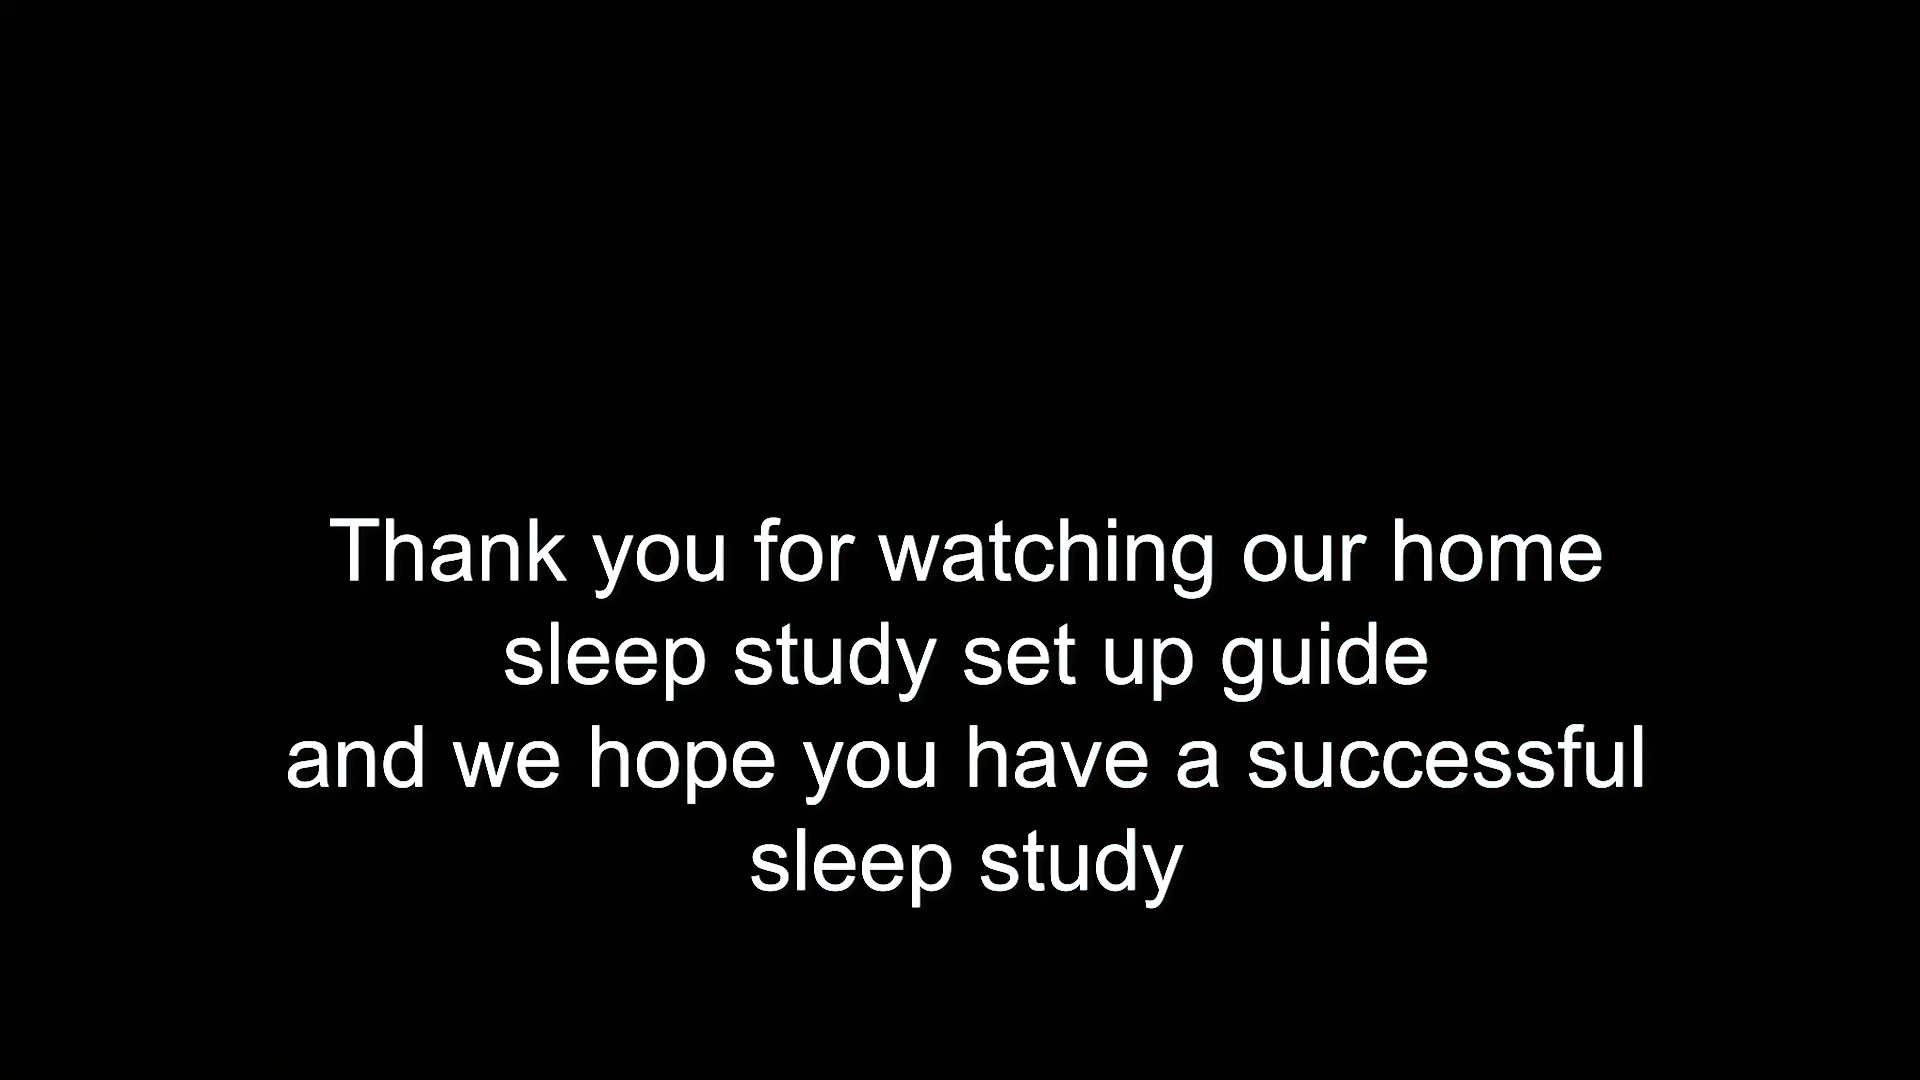 Thank you for watching our home
sleep study set up guide
and we hope you have a successful
sleep study